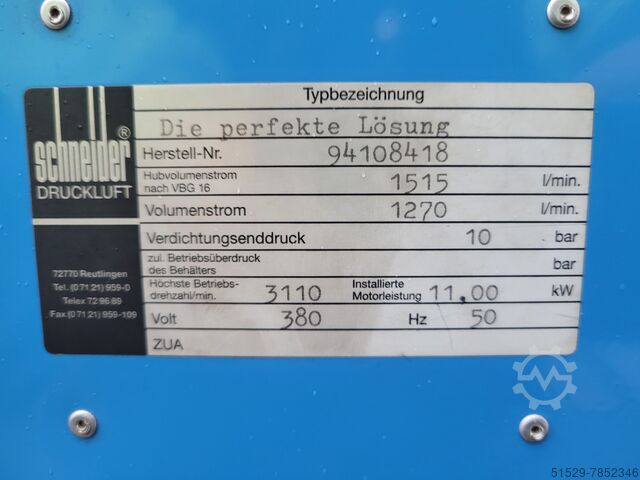 schneider®
DRUCKLUFT
72770 Reutlingen
Tel. (0 71 21) 959-0
Telex 72 96 89
Fax (0 71 21) 959-109
Typbezeichnung
Die perfekte Lösung
Herstell-Nr. 94108418
Hubvolumenstrom
nach VBG 16 1515 l/min.
Volumenstrom 1270 l/min.
Verdichtungsenddruck 10 bar
zul. Betriebsüberdruck
des Behälters bar
Höchste Betriebs-
drehzahl/min. 3110 Installierte
Motorleistung 11,00 kW
Volt 380 Hz 50
ZUA
51529-7852346